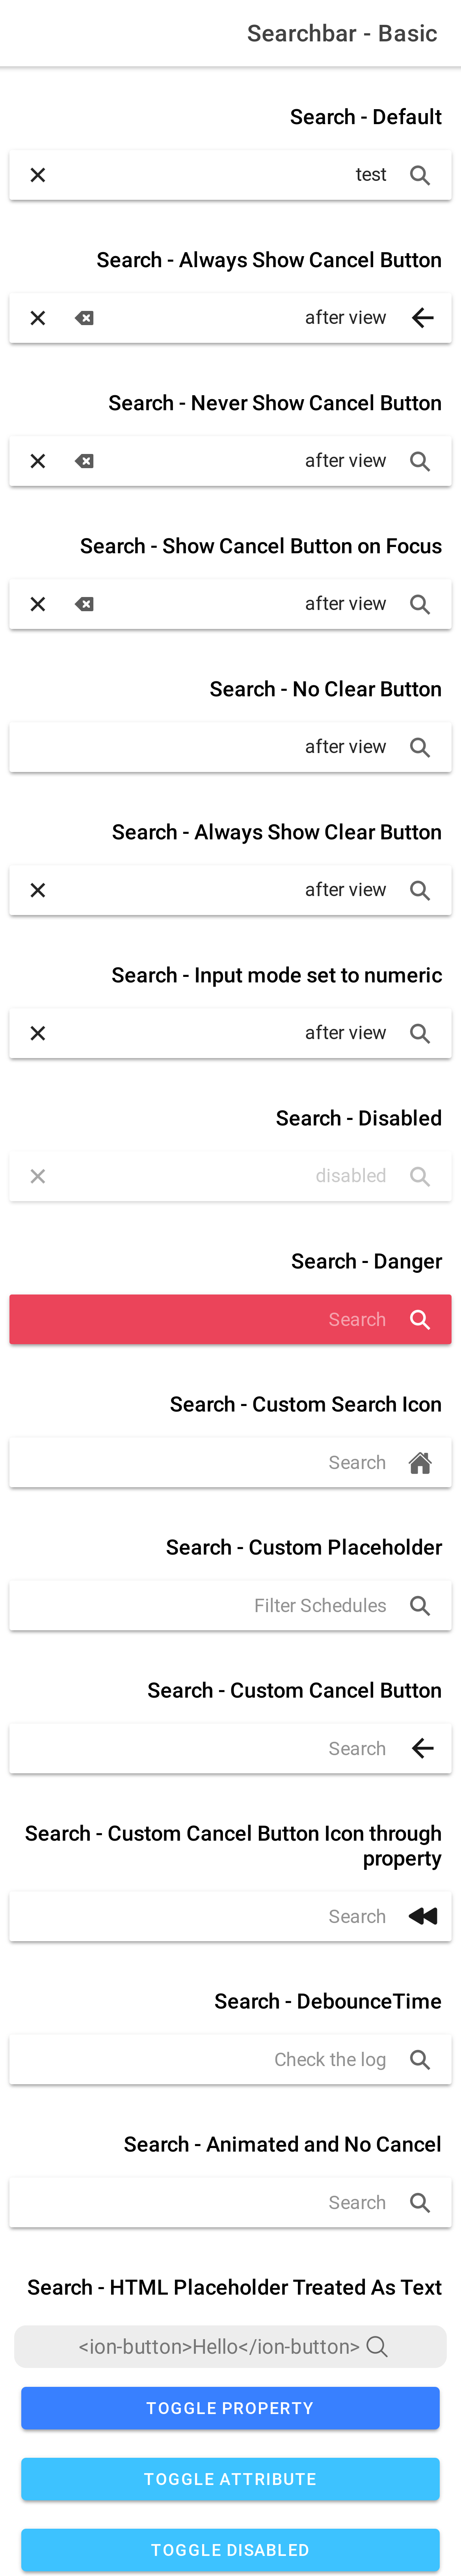 Searchbar - Basic
Search - Default
test
Search - Always Show Cancel Button
after view
Search - Never Show Cancel Button
after view
Search - Show Cancel Button on Focus
after view
Search - No Clear Button
after view
Search - Always Show Clear Button
after view
Search - Input mode set to numeric
after view
Search - Disabled
disabled
Search - Danger
Search
Search - Custom Search Icon
Search
Search - Custom Placeholder
Filter Schedules
Search - Custom Cancel Button
Search
Search - Custom Cancel Button Icon through
property
Search
Search - DebounceTime
Check the log
Search - Animated and No Cancel
Search
Search - HTML Placeholder Treated As Text
<ion-button>Hello</ion-button>
TOGGLE PROPERTY
TOGGLE ATTRIBUTE
TOGGLE DISABLED